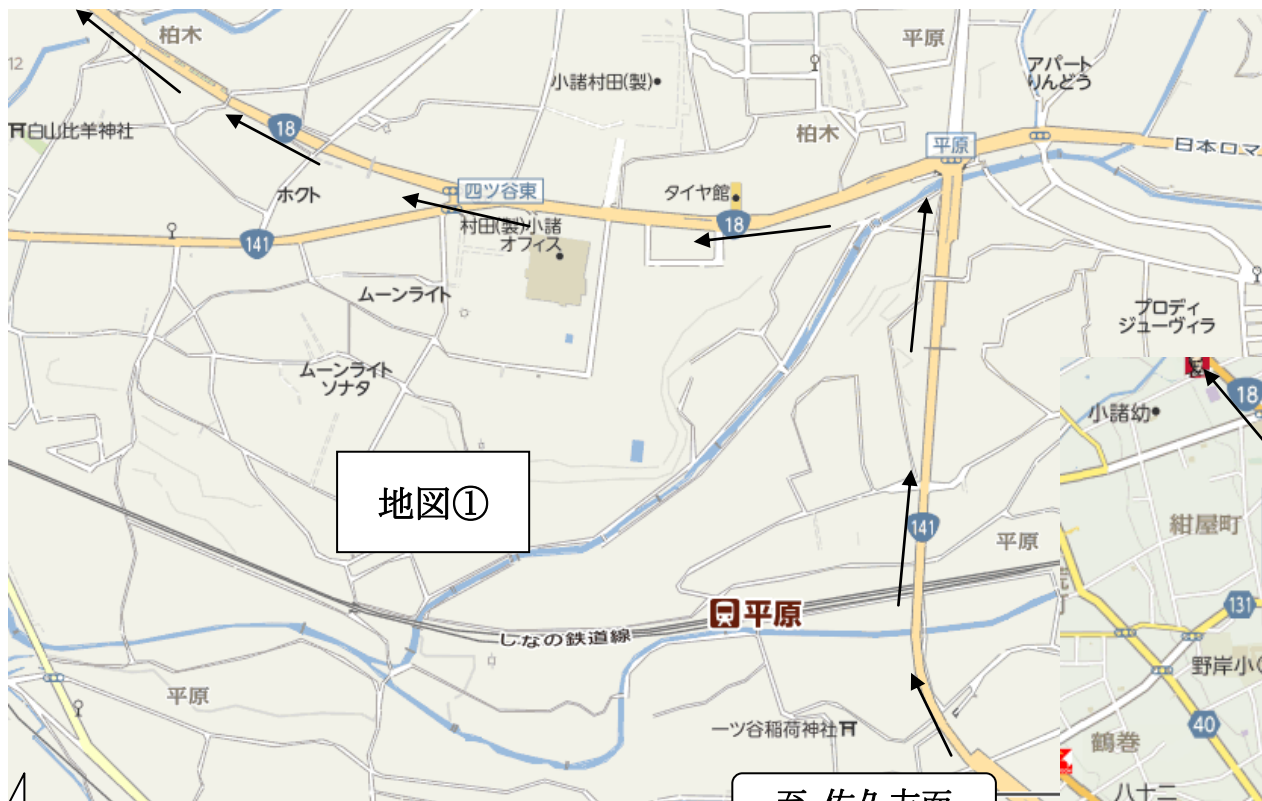 柏木
平原
アパート
りんどう
12
小諸村田(製)
18
白山比羊神社
柏木
平原
日本ロマ
四ツ谷東
タイヤ館
ホクト
141
村田(製)小諸
オフィス
18
ムーンライト
プロディ
ジューヴィラ
ムーンライト
ソナタ
18
小諸幼
地図①
紺屋町
141
平原
平原
131
しなの鉄道線
野岸小
平原
一ツ谷稲荷神社
40
鶴巻
八十二
至 佐久方面